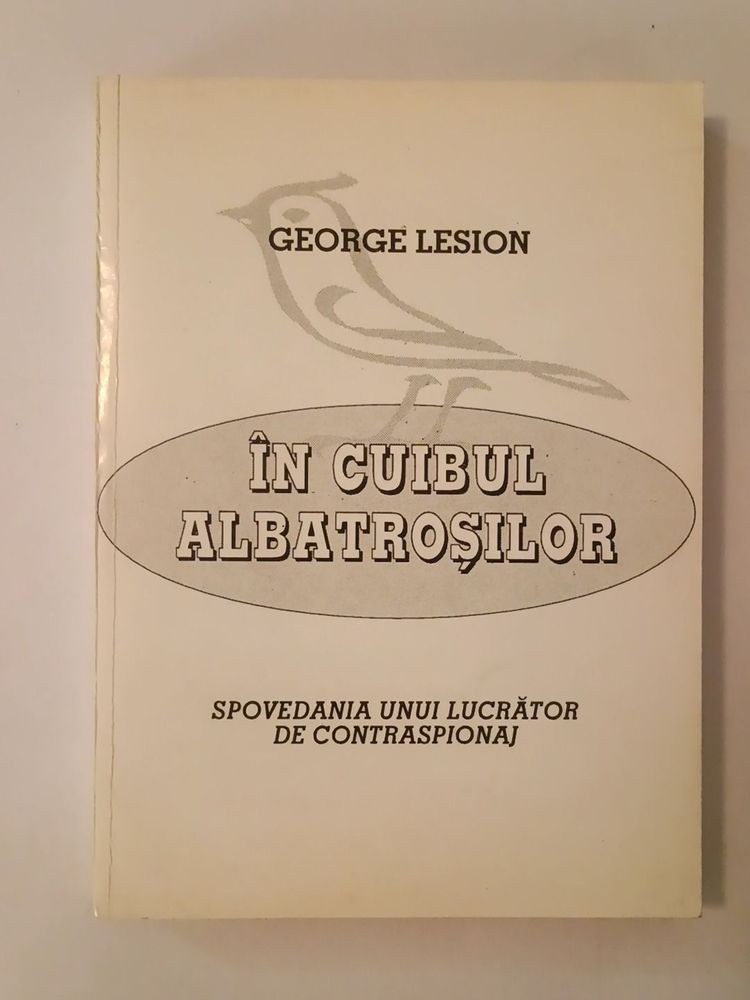 GEORGE LESION
ÎN CUIBUL
ALBATROȘILOR
SPOVEDANIA UNUI LUCRĂTOR
DE CONTRASPIONAJ